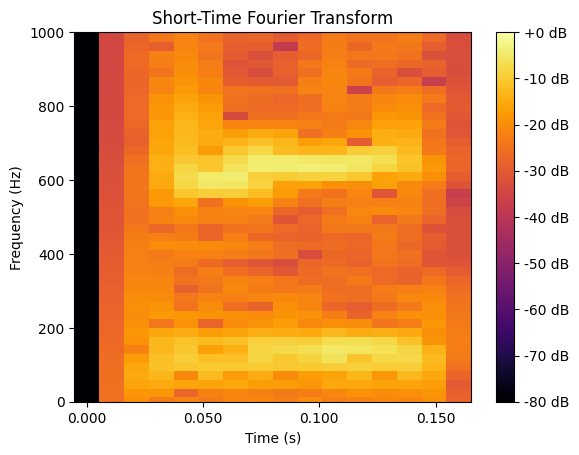 Short-Time Fourier Transform
1000
800
600
400
200
0
Frequency (Hz)
0.000
0.050
0.100
0.150
Time (s)
+0 dB
-10 dB
-20 dB
-30 dB
-40 dB
-50 dB
-60 dB
-70 dB
-80 dB